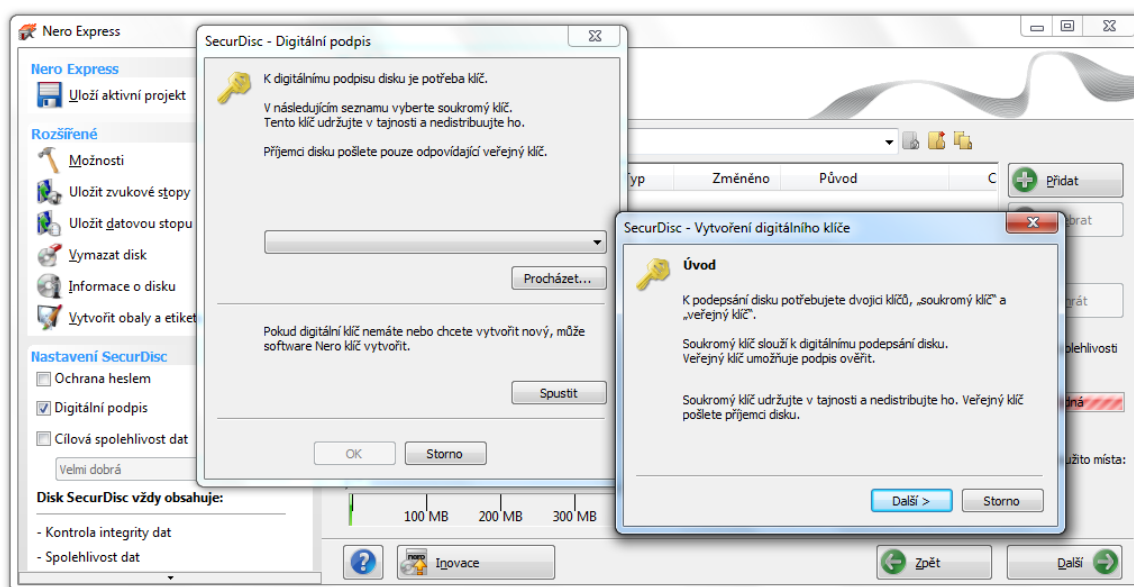 Nero Express
Nero Express
Uloží aktivní projekt
Rozšířené
Možnosti
Uložit zvukové stopy
Uložit datovou stopu
Vymazat disk
Informace o disku
Vytvořit obaly a etiket
Nastavení SecurDisc
Ochrana heslem
Digitální podpis
Cílová spolehlivost dat
Velmi dobrá
Disk SecurDisc vždy obsahuje:
- Kontrola integrity dat
- Spolehlivost dat
SecurDisc - Digitální podpis
K digitálnímu podpisu disku je potřeba klíč.
V následujícím seznamu vyberte soukromý klíč.
Tento klíč udržujte v tajnosti a nedistribuujte ho.
Příjemci disku pošlete pouze odpovídající veřejný klíč.
Procházet...
Pokud digitální klíč nemáte nebo chcete vytvořit nový, může
software Nero klíč vytvořit.
Spustit
OK Storno
Typ Změněno Původ C
Přidat
SecurDisc - Vytvoření digitálního klíče
Úvod
K podepsání disku potřebujete dvojici klíčů, „soukromý klíč“ a
„veřejný klíč“.
Soukromý klíč slouží k digitálnímu podepsání disku.
Veřejný klíč umožňuje podpis ověřit.
Soukromý klíč udržujte v tajnosti a nedistribujte ho. Veřejný klíč
pošlete příjemci disku.
Další > Storno
místa:
100 MB 200 MB 300 MB
nero
Inovace
Zpět
Další